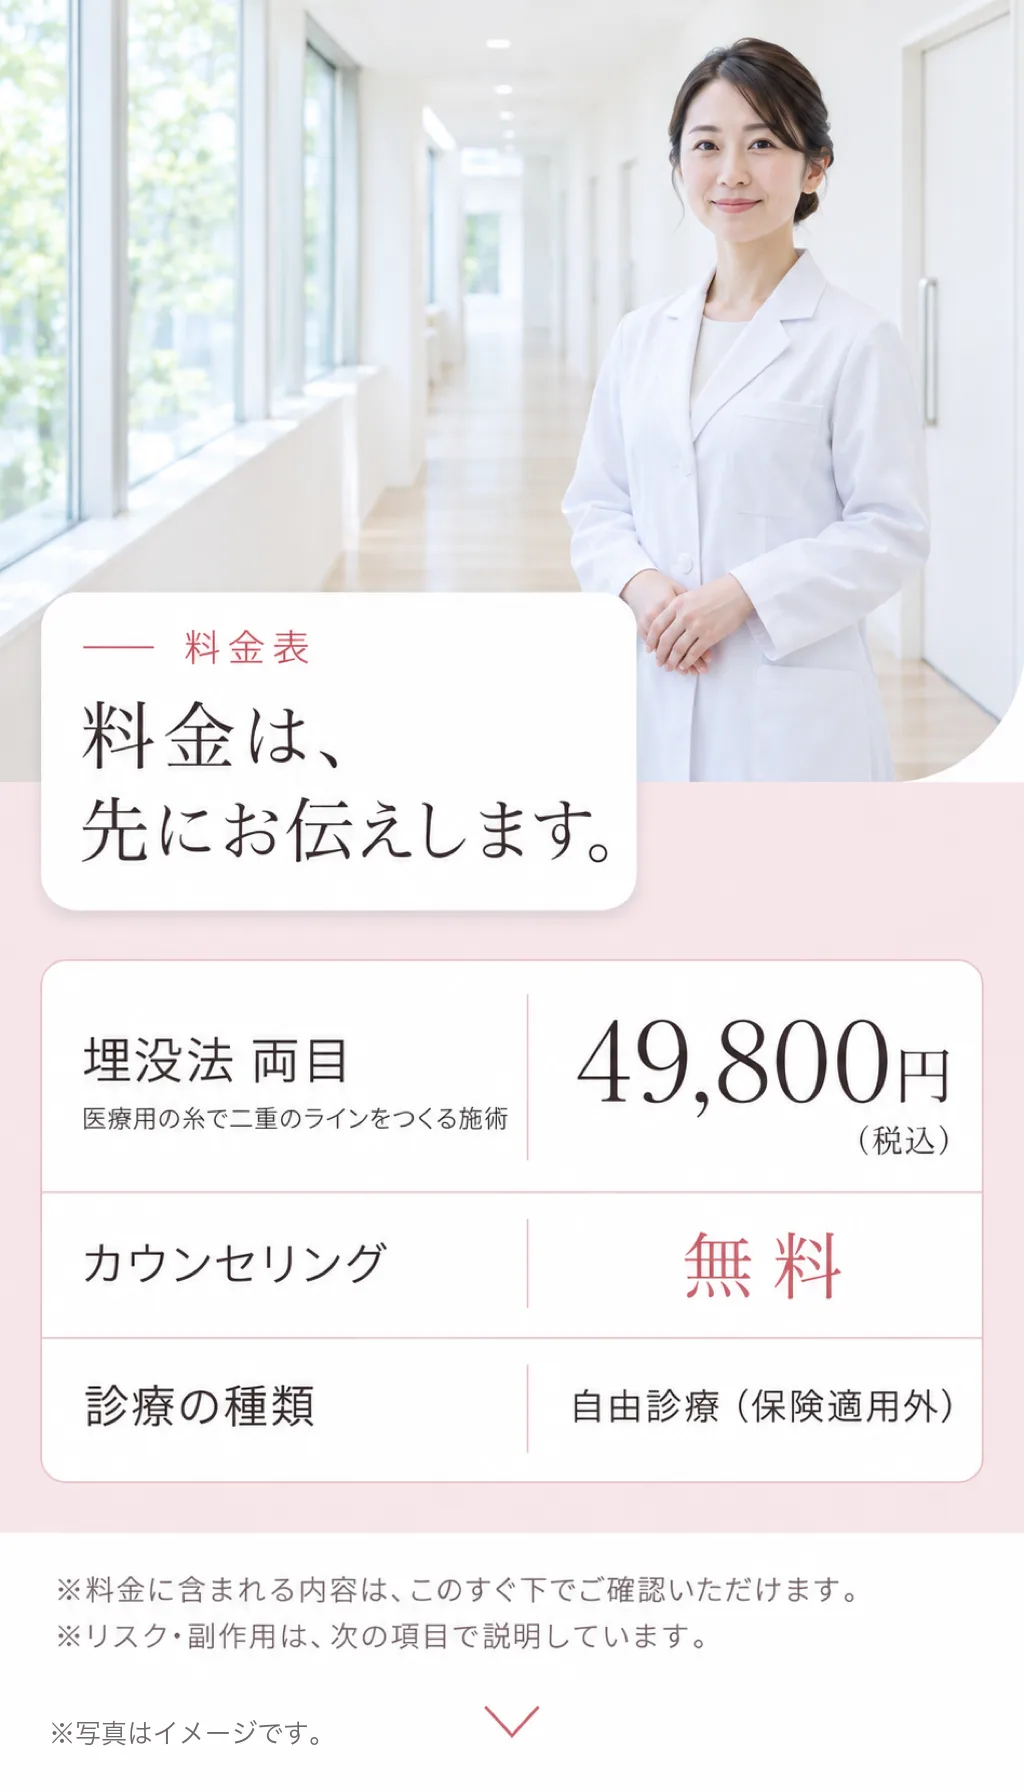 料金表
料金は、
先にお伝えします。
埋没法 両目
医療用の糸で二重のラインをつくる施術
49,800円
（税込）
カウンセリング
無料
診療の種類
自由診療（保険適用外）
※料金に含まれる内容は、このすぐ下でご確認いただけます。
※リスク・副作用は、次の項目で説明しています。
※写真はイメージです。